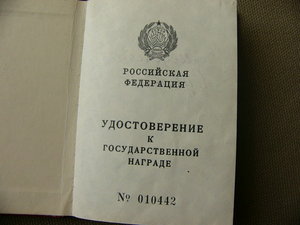 РОССИЙСКАЯ
ФЕДЕРАЦИЯ
УДОСТОВЕРЕНИЕ
К
ГОСУДАРСТВЕННОЙ
НАГРАДЕ
№ 010442